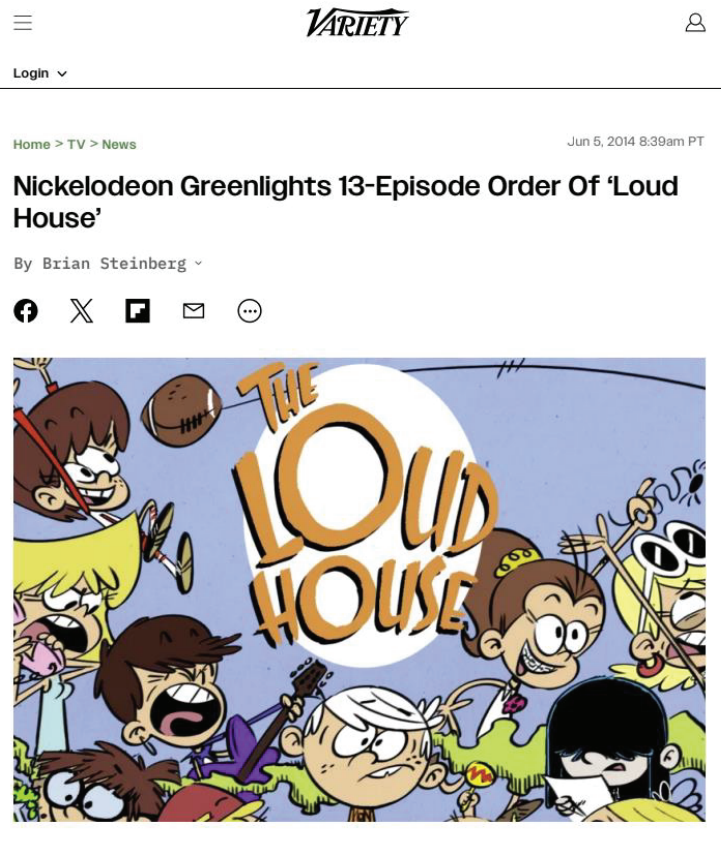 VARIETY
Login
Home > TV > News
Jun 5, 2014 8:39am PT
Nickelodeon Greenlights 13-Episode Order Of ‘Loud
House’
By Brian Steinberg
THE
LOUD
HOUSE